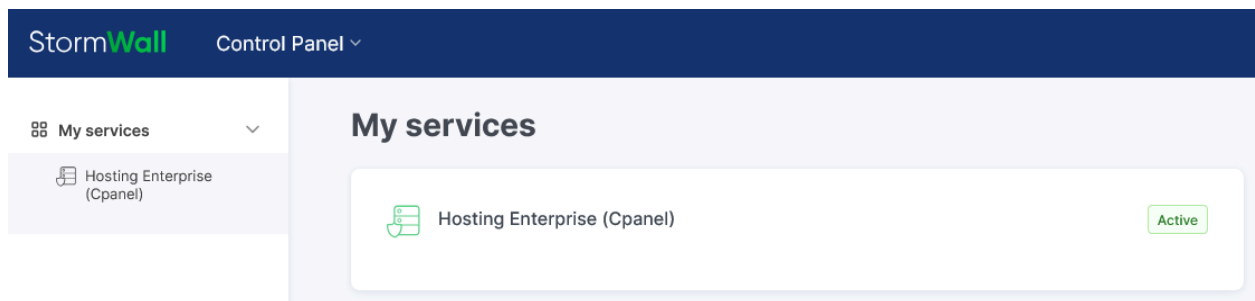 StormWall Control Panel
My services
Hosting Enterprise
(Cpanel)
My services
Hosting Enterprise (Cpanel) Active